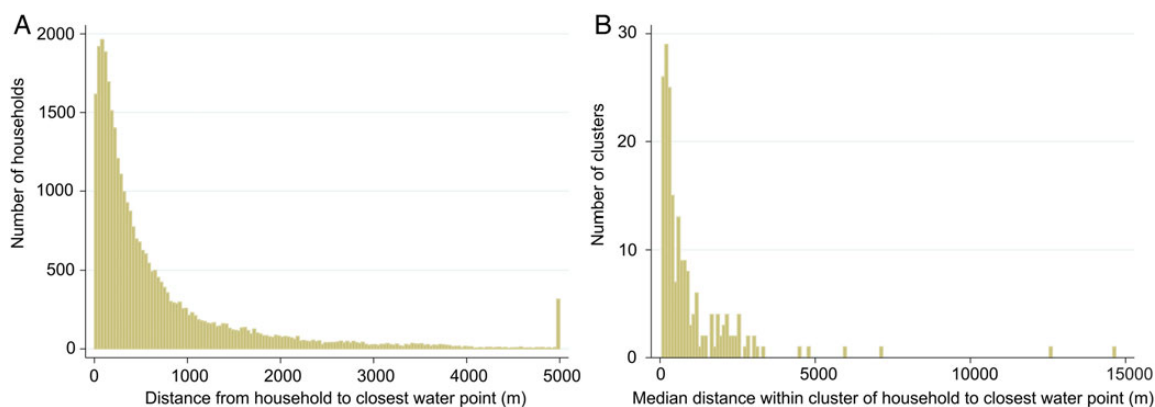 A
Number of households
2000
1500
1000
500
0
0 1000 2000 3000 4000 5000
Distance from household to closest water point (m)
B
Number of clusters
30
20
10
0
0 5000 10000 15000
Median distance within cluster of household to closest water point (m)